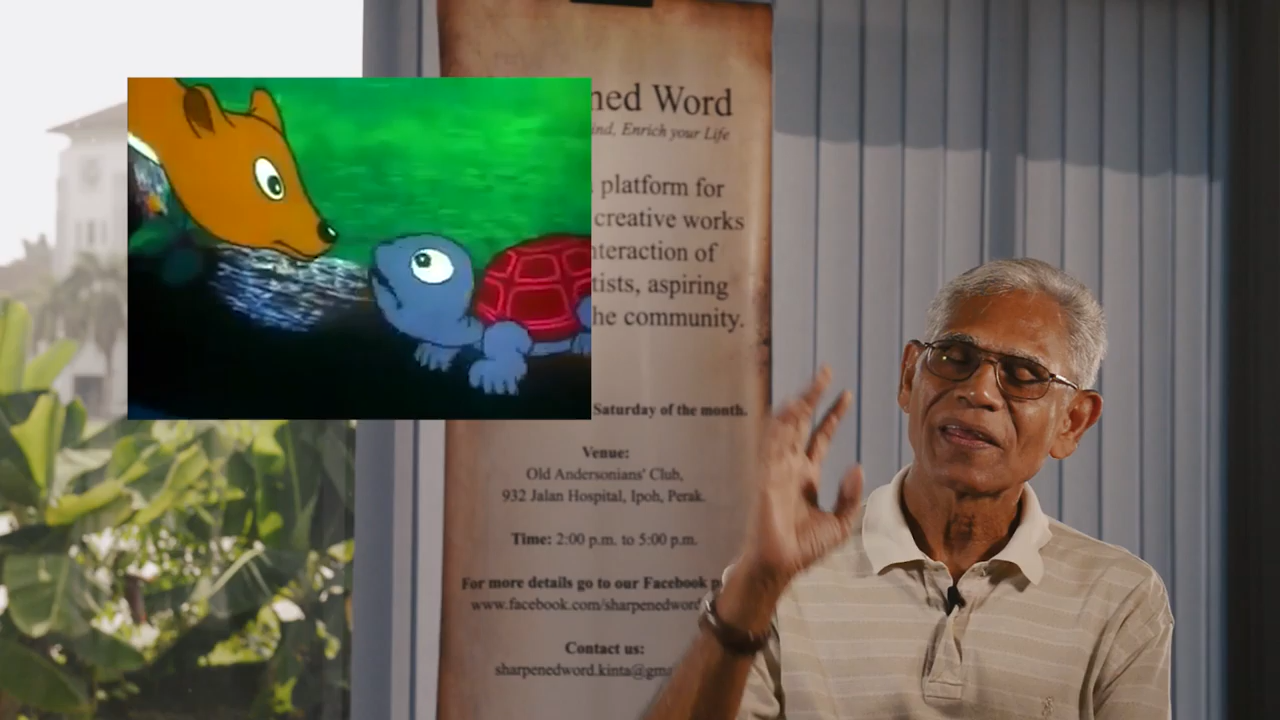 ned Word
ind, Enrich your Life
platform for
creative works
nteraction of
tists, aspiring
he community.
Saturday of the month.
Venue:
Old Andersonians' Club,
932 Jalan Hospital, Ipoh, Perak.
Time: 2:00 p.m. to 5:00 p.m.
For more details go to our Facebook p
www.facebook.com/sharpenedword
Contact us:
sharpenedword.kinta@gma